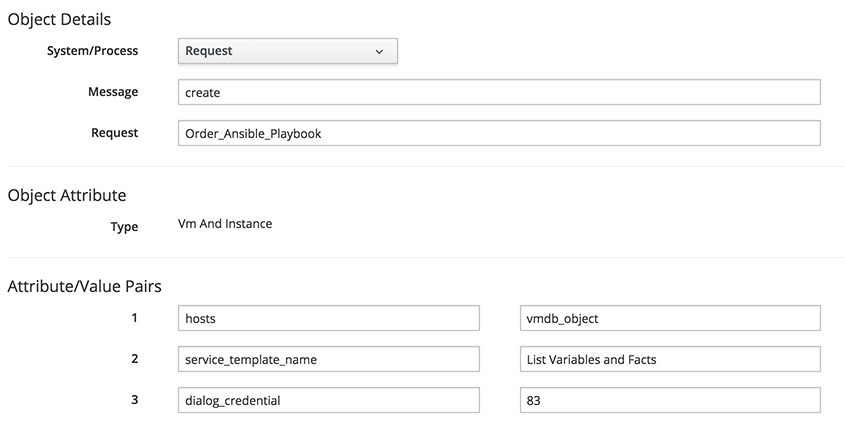 Object Details
System/Process Request
Message create
Request Order_Ansible_Playbook
Object Attribute
Type Vm And Instance
Attribute/Value Pairs
1 hosts vmdb_object
2 service_template_name List Variables and Facts
3 dialog_credential 83